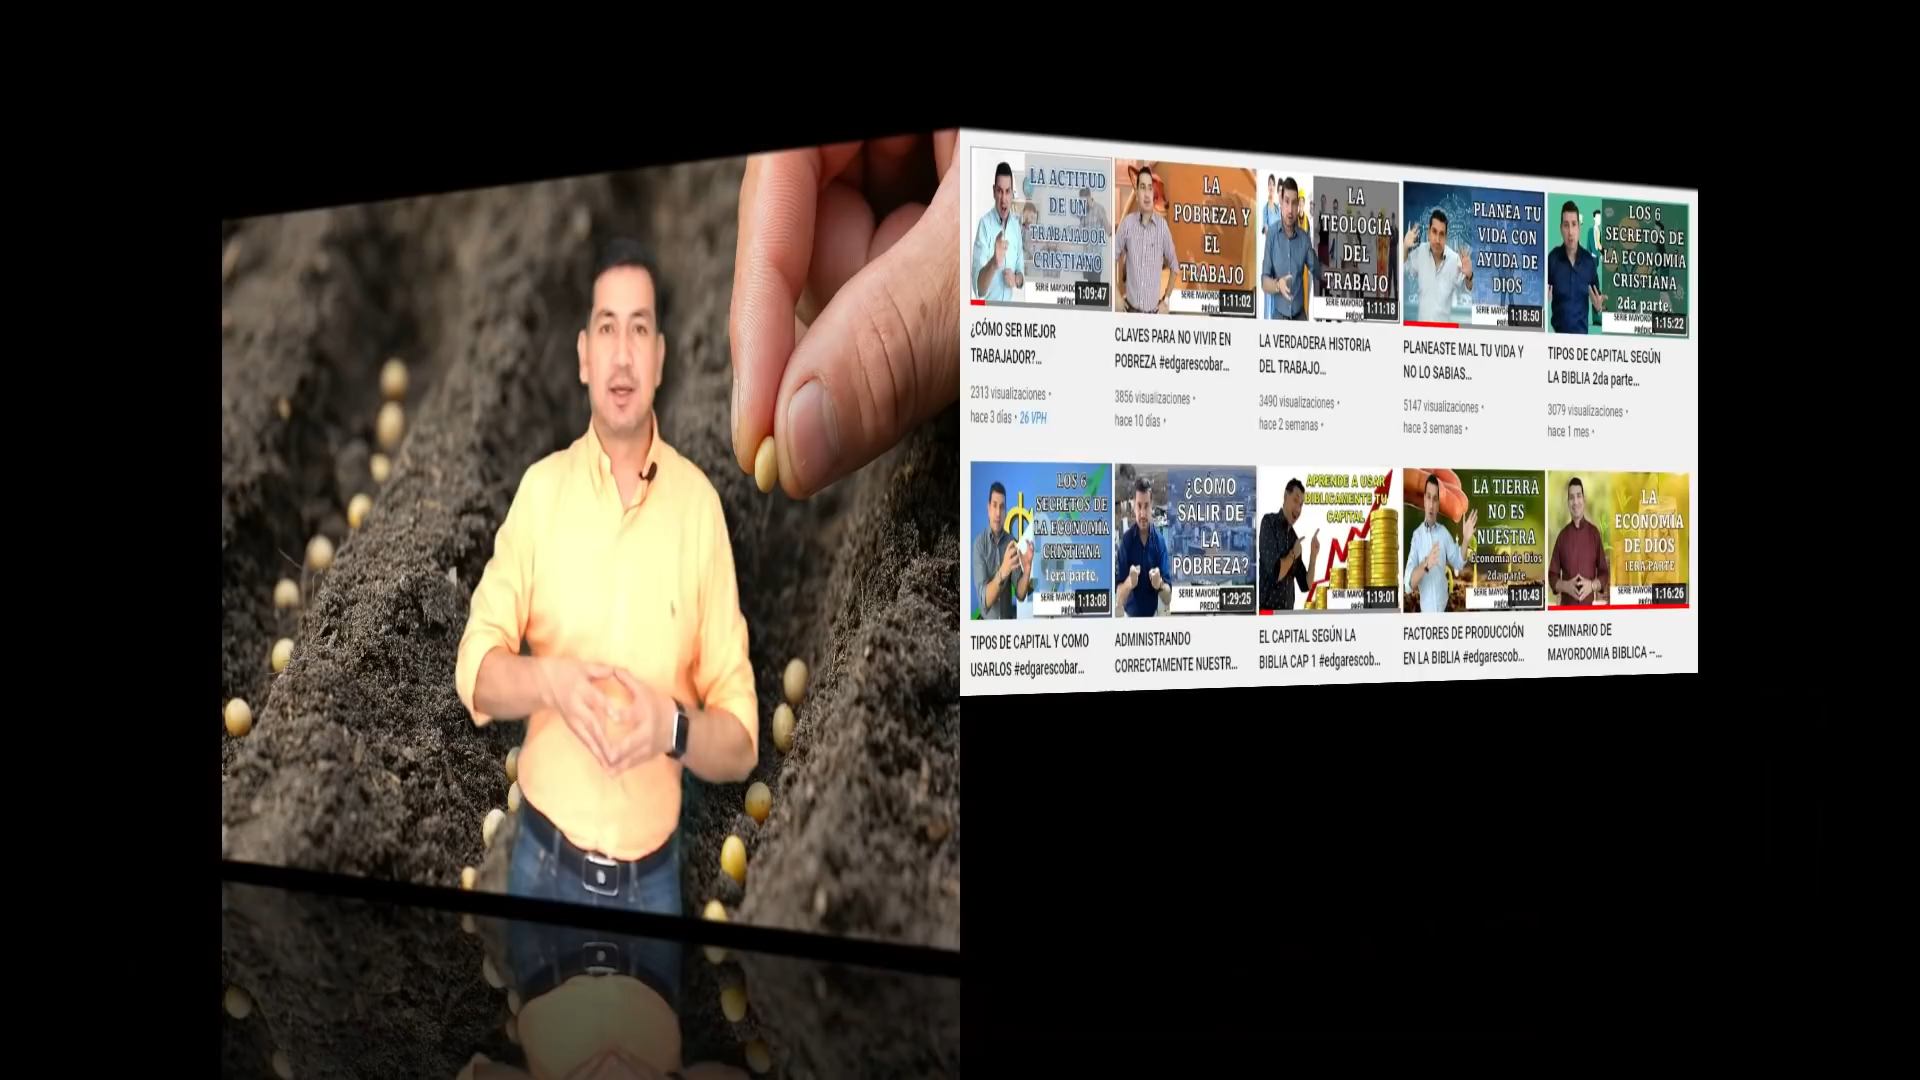 LA ACTITUD
DE UN
TRABAJADOR
CRISTIANO
1:09:47
¿CÓMO SER MEJOR
TRABAJADOR?...
2313 visualizaciones •
hace 3 días • 26 VPH
LA
POBREZA Y
EL
TRABAJO
1:11:02
CLAVES PARA NO VIVIR EN
POBREZA #edgarescobar...
3856 visualizaciones •
hace 10 días •
LA
TEOLOGÍA
DEL
TRABAJO
1:11:18
LA VERDADERA HISTORIA
DEL TRABAJO...
3490 visualizaciones •
hace 2 semanas •
PLANEA TU
VIDA CON
AYUDA DE
DIOS
1:18:50
PLANEASTE MAL TU VIDA Y
NO LO SABIAS...
5147 visualizaciones •
hace 3 semanas •
LOS 6
SECRETOS DE
LA ECONOMÍA
CRISTIANA
2da parte.
1:15:22
TIPOS DE CAPITAL SEGÚN
LA BIBLIA 2da parte...
3079 visualizaciones •
hace 1 mes •
LOS 6
SECRETOS DE
LA ECONOMÍA
CRISTIANA
1era parte.
1:13:08
TIPOS DE CAPITAL Y COMO
USARLOS #edgarescobar...
¿CÓMO
SALIR DE
LA
POBREZA?
1:29:25
ADMINISTRANDO
CORRECTAMENTE NUESTR...
APRENDE A USAR
BIBLICAMENTE TU
CAPITAL
1:19:01
EL CAPITAL SEGÚN LA
BIBLIA CAP 1 #edgarescob...
LA TIERRA
NO ES
NUESTRA
Economía de Dios
2da parte
1:10:43
FACTORES DE PRODUCCIÓN
EN LA BIBLIA #edgarescob...
LA
ECONOMÍA
DE DIOS
1ERA PARTE
1:16:26
SEMINARIO DE
MAYORDOMIA BIBLICA --...